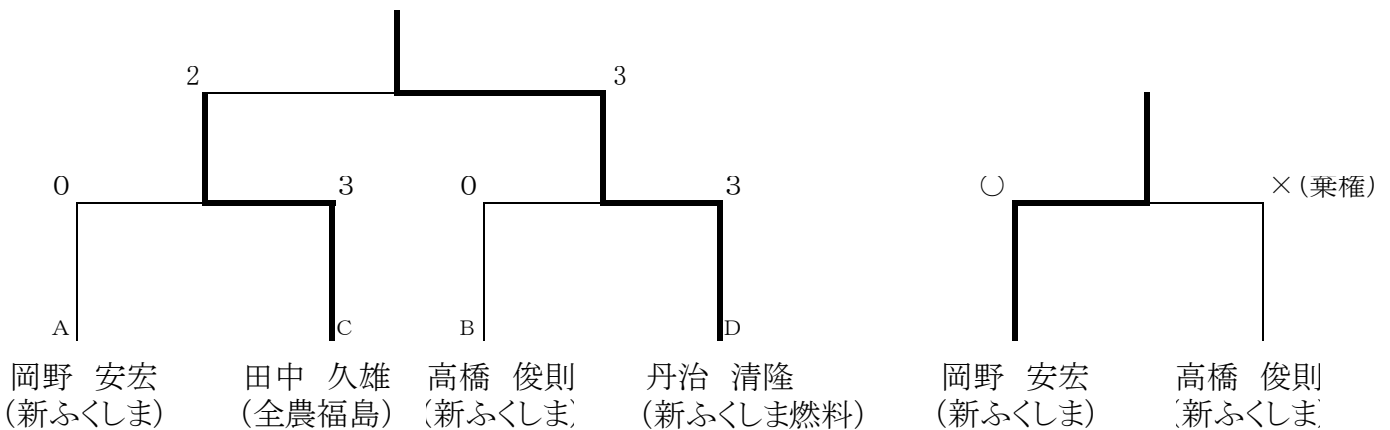 2 3
0 3 0 3 ○ ×(棄権)
A C B D
岡野 安宏 田中 久雄 高橋 俊則 丹治 清隆 岡野 安宏 高橋 俊則
(新ふくしま) (全農福島) (新ふくしま) (新ふくしま燃料) (新ふくしま) (新ふくしま)